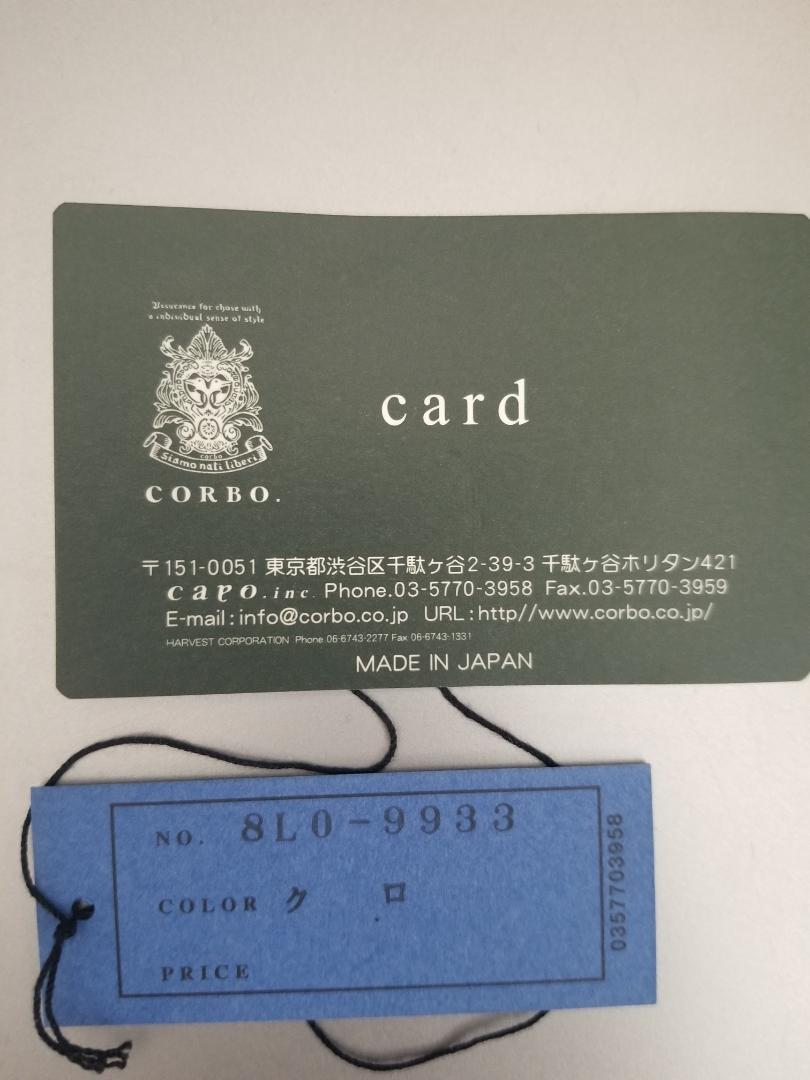 Assurance for those with
a individual sense of style
corbo
Siamo nati liberi
CORBO.
card
〒151-0051 東京都渋谷区千駄ヶ谷2-39-3 千駄ヶ谷ホリタン421
caro.inc. Phone.03-5770-3958 Fax.03-5770-3959
E-mail:info@corbo.co.jp URL:http//www.corbo.co.jp/
HARVEST CORPORATION Phone 06-6743-2277 Fax 06-6743-1331
MADE IN JAPAN
NO. 8L0-9933
COLOR クロ
PRICE
0357703958